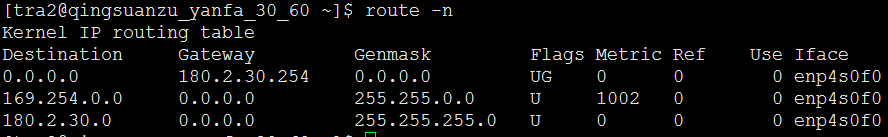 [tra2@qingsuanzu_yanfa_30_60 ~]$ route -n
Kernel IP routing table
Destination     Gateway         Genmask         Flags Metric Ref    Use Iface
0.0.0.0         180.2.30.254    0.0.0.0         UG    0      0        0 enp4s0f0
169.254.0.0     0.0.0.0         255.255.0.0     U     1002   0        0 enp4s0f0
180.2.30.0      0.0.0.0         255.255.255.0   U     0      0        0 enp4s0f0